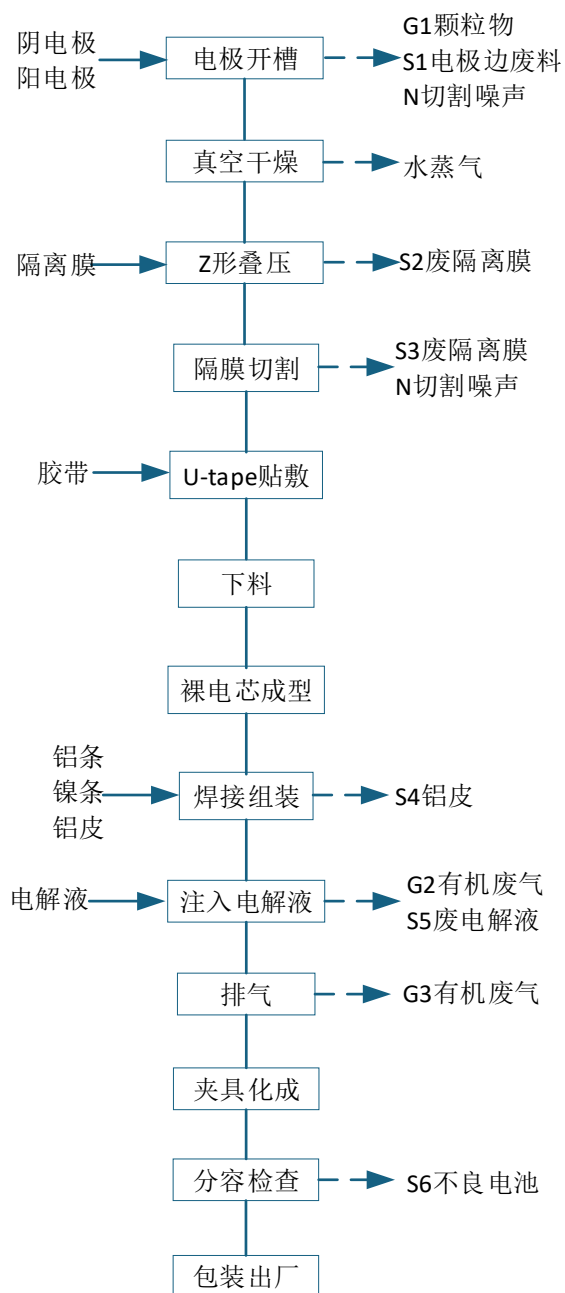 阴电极
阳电极
电极开槽
G1颗粒物
S1电极边废料
N切割噪声
真空干燥
水蒸气
隔离膜
Z形叠压
S2废隔离膜
隔膜切割
S3废隔离膜
N切割噪声
胶带
U-tape贴敷
下料
裸电芯成型
铝条
镍条
铝皮
焊接组装
S4铝皮
电解液
注入电解液
G2有机废气
S5废电解液
排气
G3有机废气
夹具化成
分容检查
S6不良电池
包装出厂